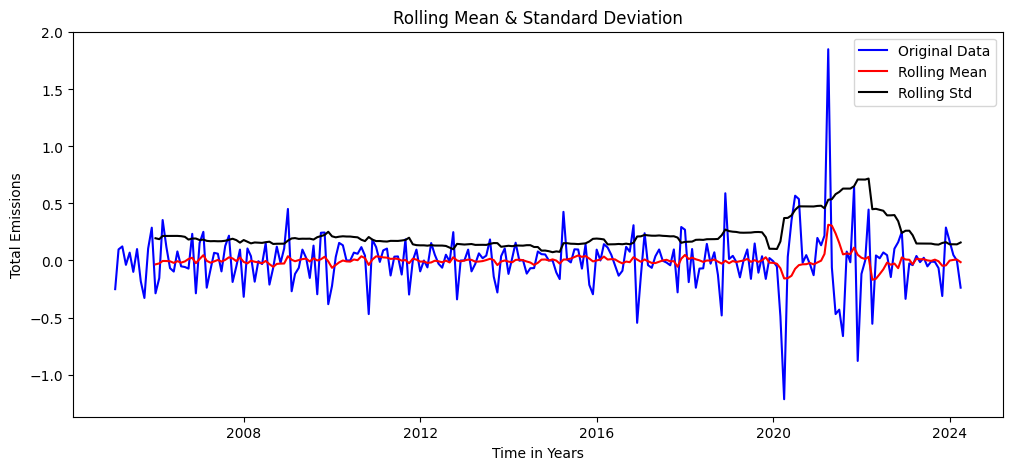 Rolling Mean & Standard Deviation
Original Data
Rolling Mean
Rolling Std
Total Emissions
2.0
1.5
1.0
0.5
0.0
−0.5
−1.0
2008
2012
2016
2020
2024
Time in Years